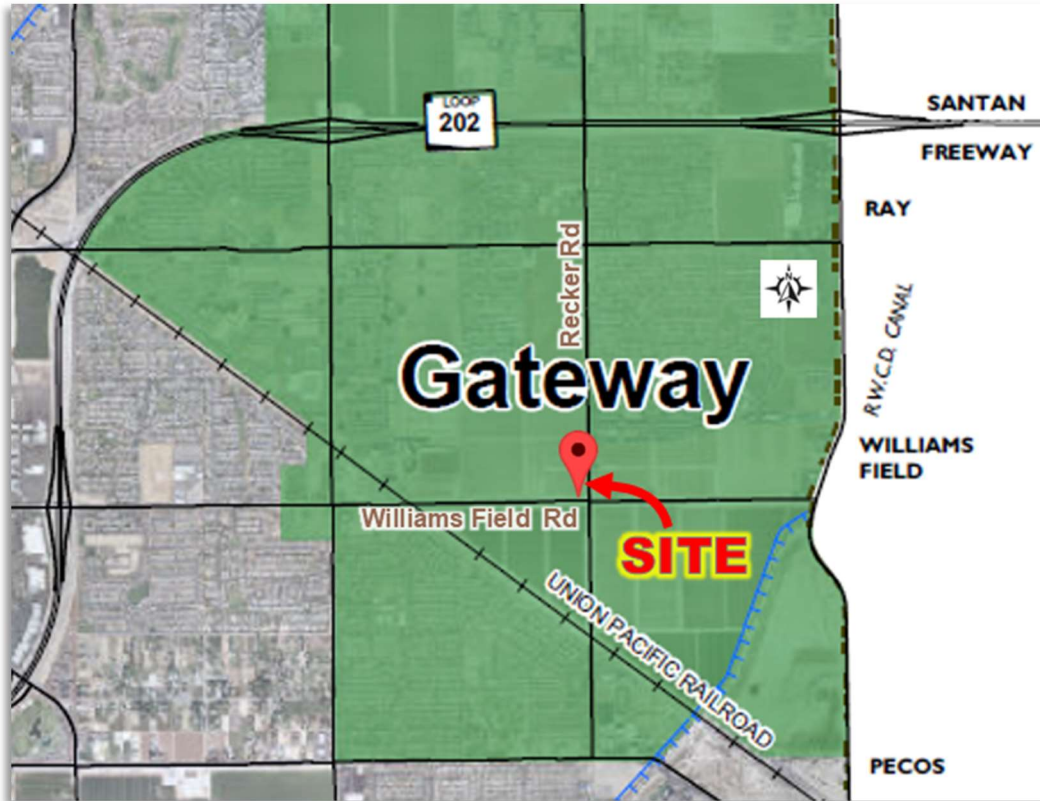 LOOP
202
SANTAN
FREEWAY
RAY
Recker Rd
N
R.W.C.D. CANAL
Gateway
WILLIAMS
FIELD
Williams Field Rd
SITE
UNION PACIFIC RAILROAD
PECOS